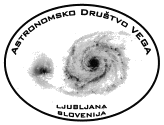 ASTRONOMSKO DRUŠTVO VEGA
LJUBLJANA
SLOVENIJA